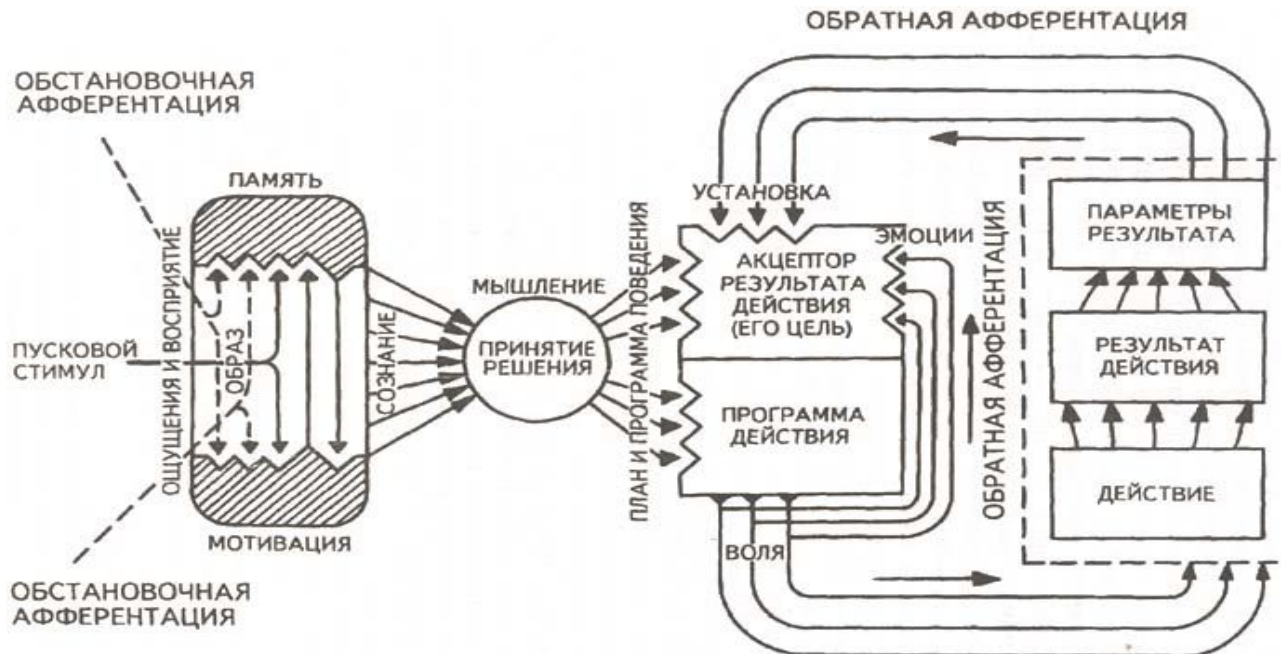 ОБРАТНАЯ АФФЕРЕНТАЦИЯ
ОБСТАНОВОЧНАЯ
АФФЕРЕНТАЦИЯ
ПАМЯТЬ
ОЩУЩЕНИЯ И ВОСПРИЯТИЕ
ПУСКОВОЙ
СТИМУЛ
ОБРАЗ
СОЗНАНИЕ
МОТИВАЦИЯ
ОБСТАНОВОЧНАЯ
АФФЕРЕНТАЦИЯ
МЫШЛЕНИЕ
ПРИНЯТИЕ
РЕШЕНИЯ
ПЛАН И ПРОГРАММА ПОВЕДЕНИЯ
УСТАНОВКА
ЭМОЦИИ
АКЦЕПТОР
РЕЗУЛЬТАТА
ДЕЙСТВИЯ
(ЕГО ЦЕЛЬ)
ПРОГРАММА
ДЕЙСТВИЯ
ВОЛЯ
ОБРАТНАЯ АФФЕРЕНТАЦИЯ
ПАРАМЕТРЫ
РЕЗУЛЬТАТА
РЕЗУЛЬТАТ
ДЕЙСТВИЯ
ДЕЙСТВИЕ